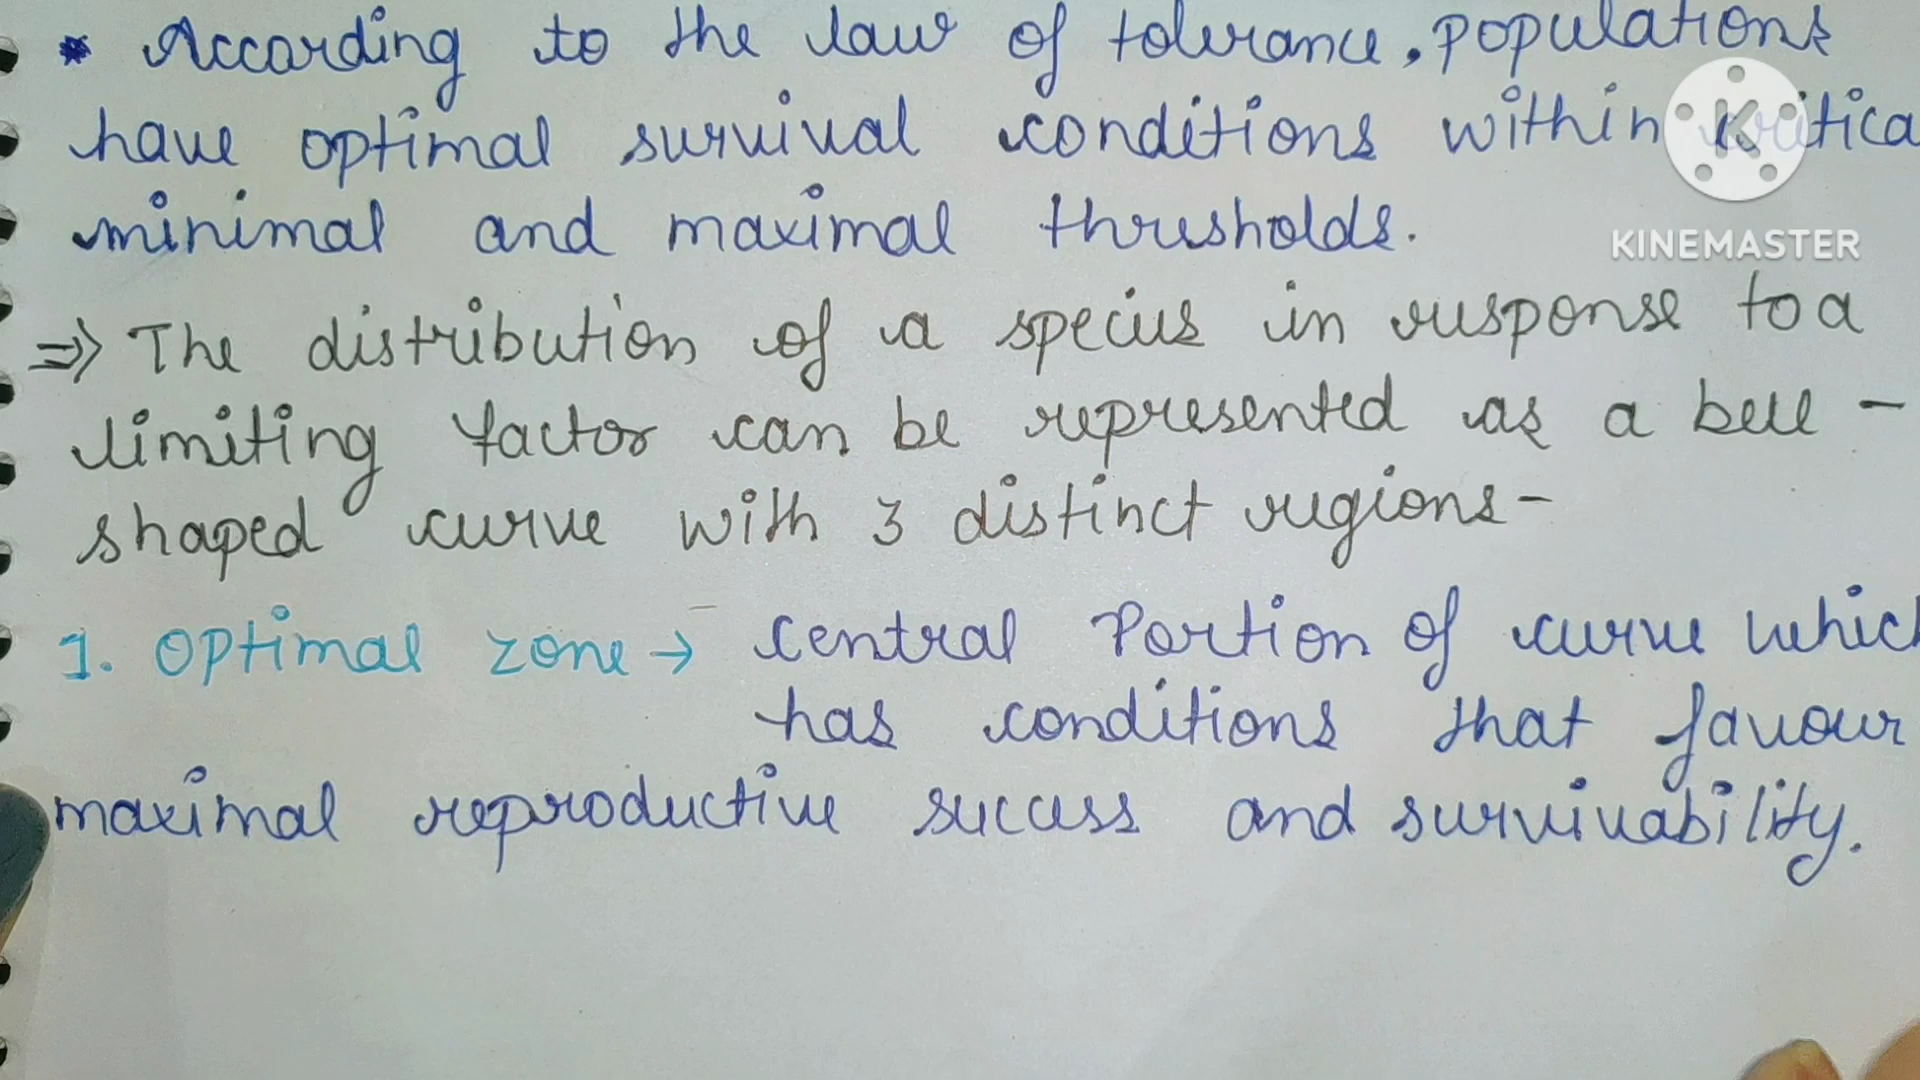 * According to the law of tolerance, populations
have optimal survival conditions within critica
minimal and maximal thresholds.
⇒ The distribution of a species in response to a
limiting factor can be represented as a bell -
shaped curve with 3 distinct regions -
1. Optimal zone → central Portion of curve which
has conditions that favour
maximal reproductive success and survivability.
K
KINEMASTER